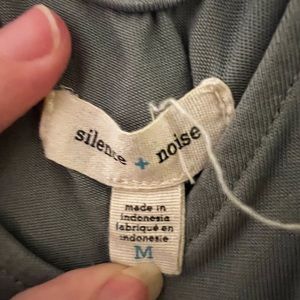 silence + noise
made in
indonesia
fabriqué en
indonésie
M